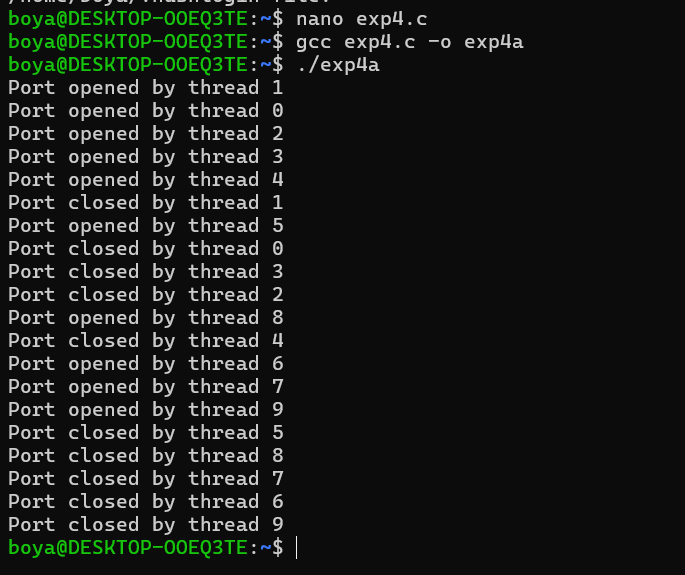 boya@DESKTOP-OOEQ3TE:~$ nano exp4.c
boya@DESKTOP-OOEQ3TE:~$ gcc exp4.c -o exp4a
boya@DESKTOP-OOEQ3TE:~$ ./exp4a
Port opened by thread 1
Port opened by thread 0
Port opened by thread 2
Port opened by thread 3
Port opened by thread 4
Port closed by thread 1
Port opened by thread 5
Port closed by thread 0
Port closed by thread 3
Port closed by thread 2
Port opened by thread 8
Port closed by thread 4
Port opened by thread 6
Port opened by thread 7
Port opened by thread 9
Port closed by thread 5
Port closed by thread 8
Port closed by thread 7
Port closed by thread 6
Port closed by thread 9
boya@DESKTOP-OOEQ3TE:~$